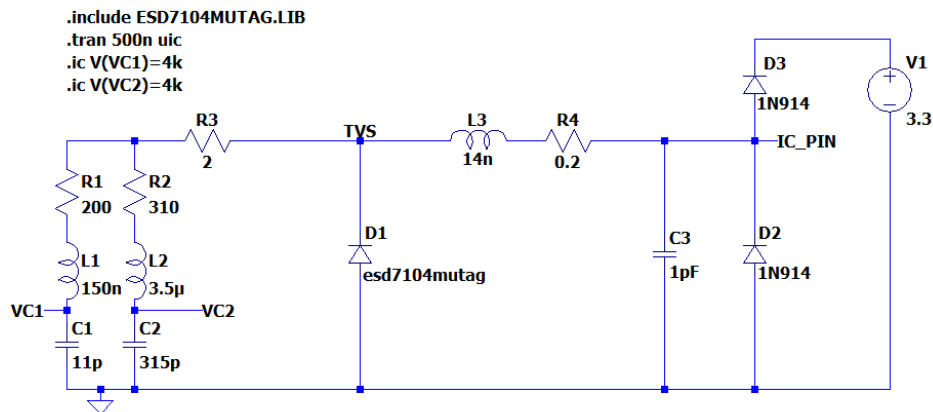 .include ESD7104MUTAG.LIB
.tran 500n uic
.ic V(VC1)=4k
.ic V(VC2)=4k
R3
2
TVS
L3
14n
R4
0.2
D3
1N914
V1
3.3
IC_PIN
R1
200
R2
310
L1
150n
L2
3.5µ
VC1
VC2
C1
11p
C2
315p
D1
esd7104mutag
C3
1pF
D2
1N914